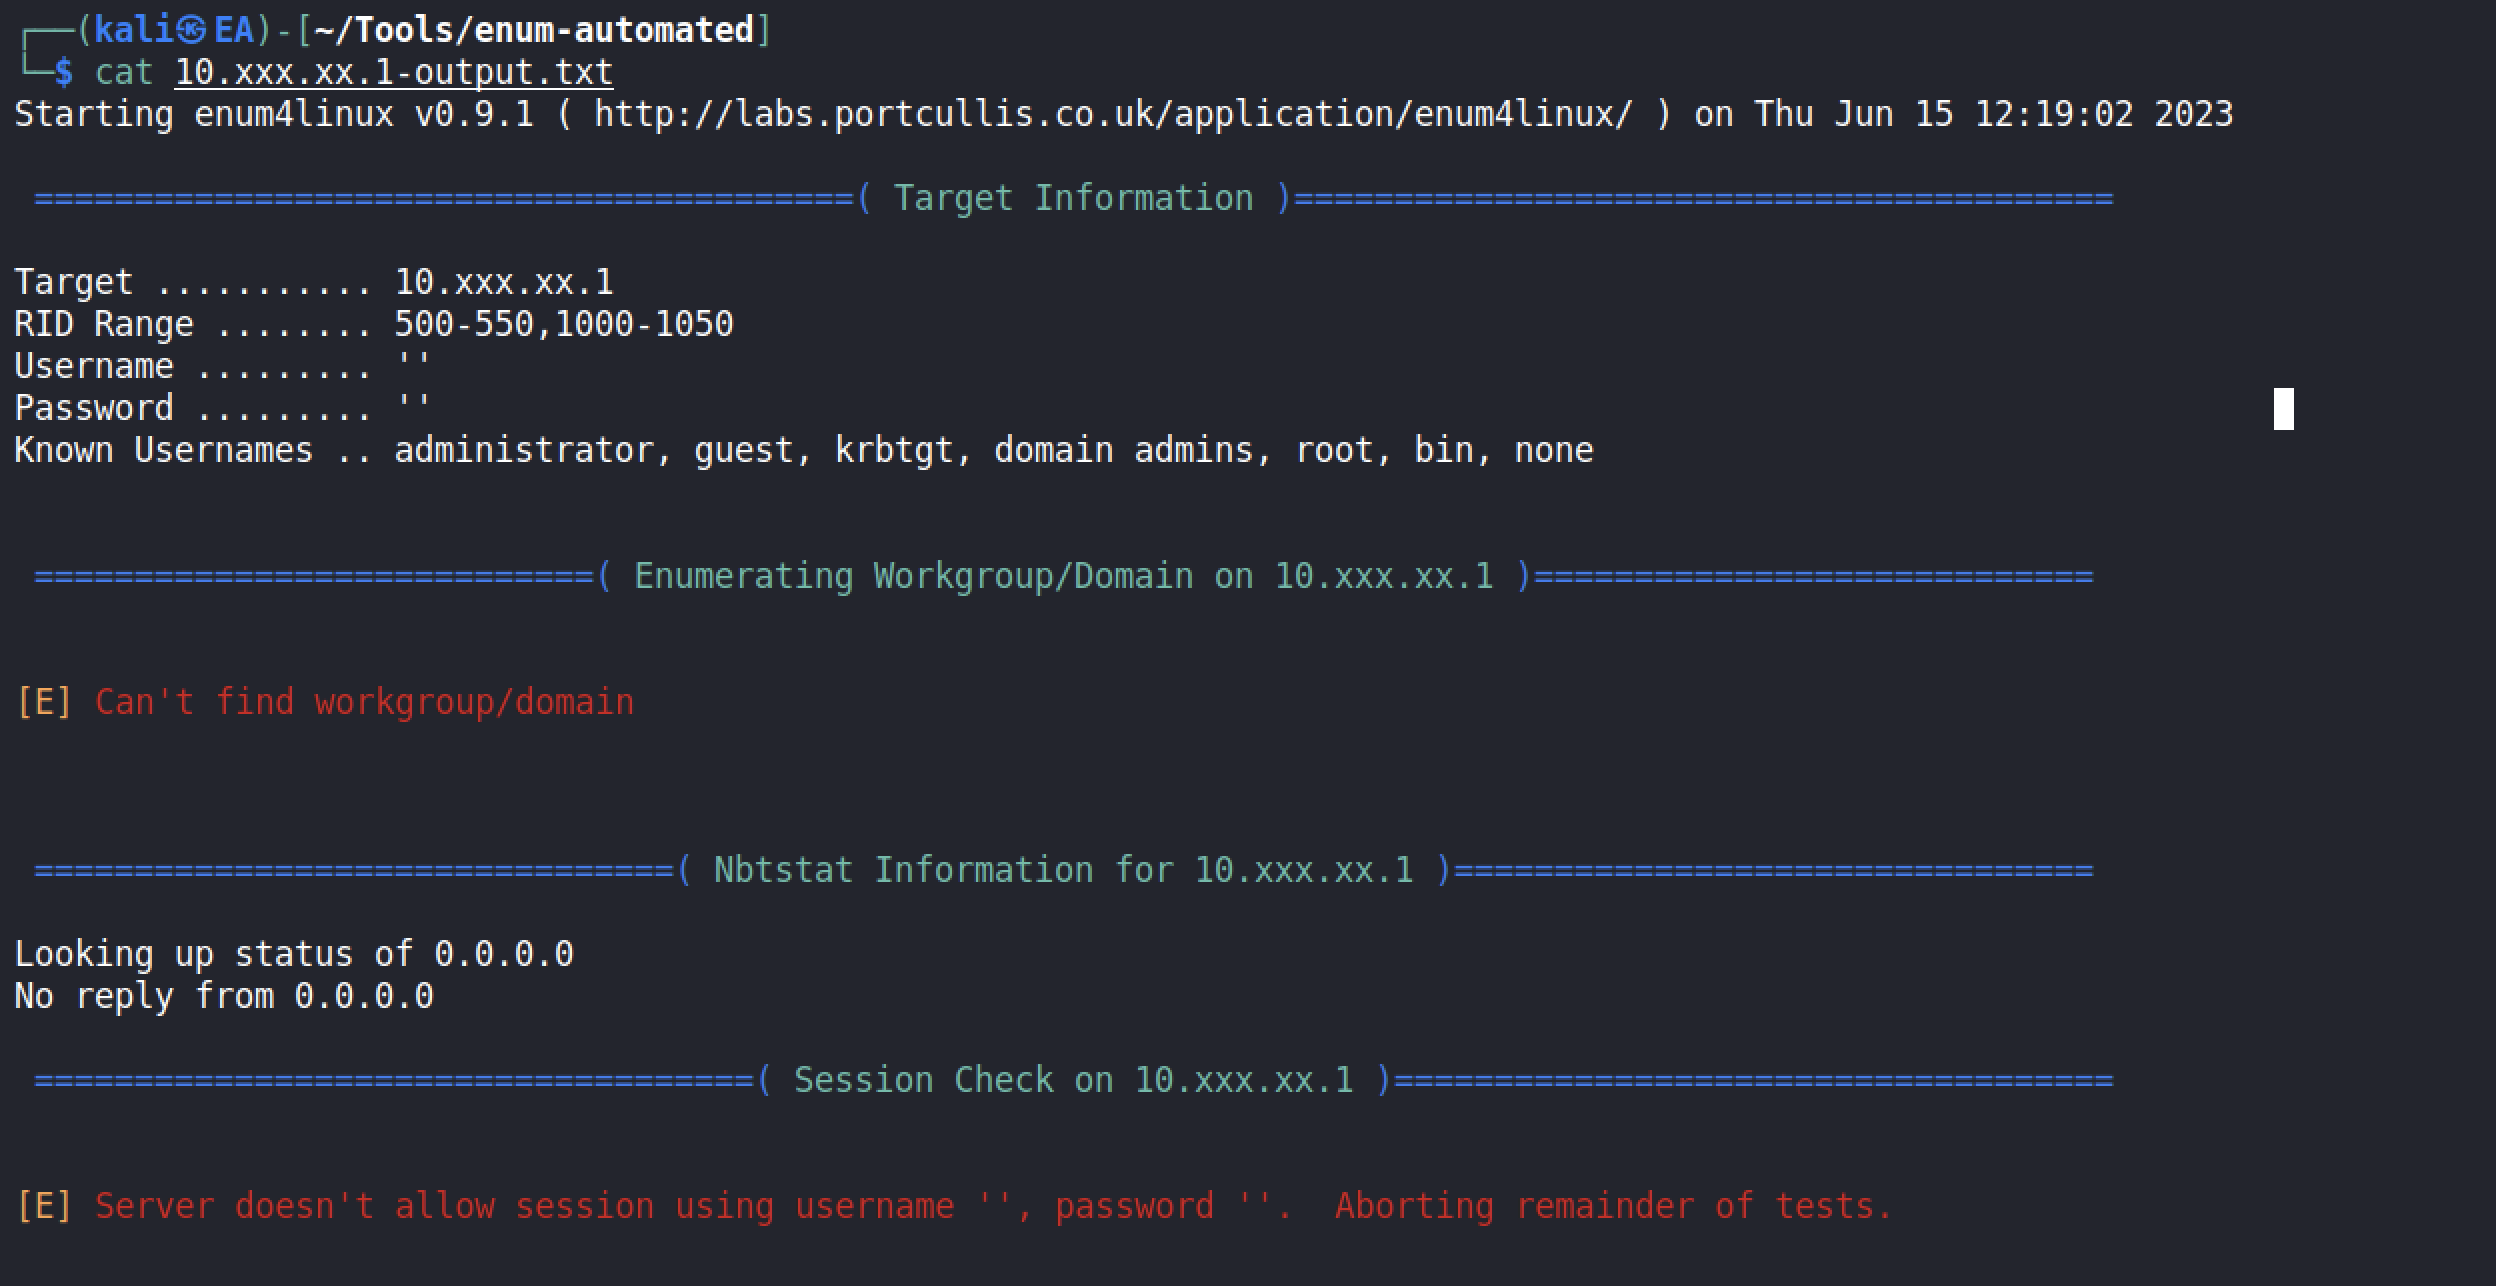 ┌──(kali㉿EA)-[~/Tools/enum-automated]
└─$ cat 10.xxx.xx.1-output.txt
Starting enum4linux v0.9.1 ( http://labs.portcullis.co.uk/application/enum4linux/ ) on Thu Jun 15 12:19:02 2023
=========================================( Target Information )=========================================
Target ........... 10.xxx.xx.1
RID Range ........ 500-550,1000-1050
Username ......... ''
Password ......... ''
Known Usernames .. administrator, guest, krbtgt, domain admins, root, bin, none
============================( Enumerating Workgroup/Domain on 10.xxx.xx.1 )============================
[E] Can't find workgroup/domain
================================( Nbtstat Information for 10.xxx.xx.1 )================================
Looking up status of 0.0.0.0
No reply from 0.0.0.0
====================================( Session Check on 10.xxx.xx.1 )====================================
[E] Server doesn't allow session using username '', password ''.  Aborting remainder of tests.